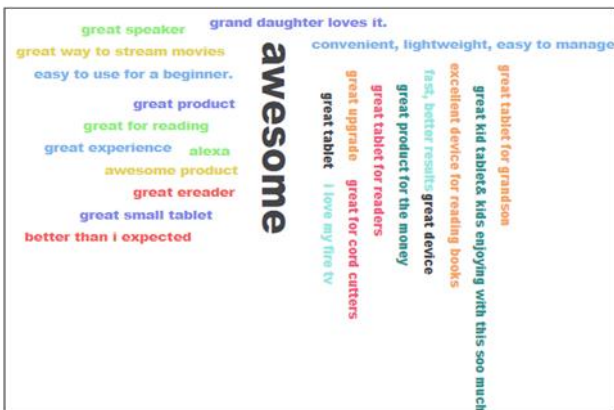 great speaker
grand daughter loves it.
great way to stream movies
convenient, lightweight, easy to manage
easy to use for a beginner.
great product
great for reading
great experience
alexa
awesome product
great ereader
great small tablet
better than i expected
awesome
great tablet
i love my fire tv
great upgrade
great for cord cutters
great tablet for readers
great product for the money
fast, better results
great device
excellent device for reading books
great kid tablet& kids enjoying with this soo much
great tablet for grandson